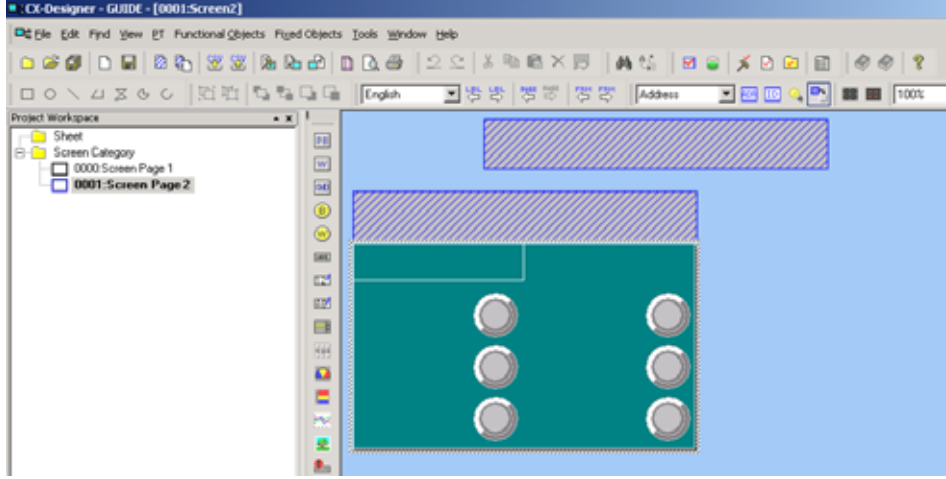 CX-Designer - GUIDE - [0001:Screen2]
File Edit Find View PT Functional Objects Fixed Objects Tools Window Help
English Address 100%
Project Workspace
Sheet
Screen Category
0000:Screen Page 1
0001:Screen Page 2
PB
W
B
W